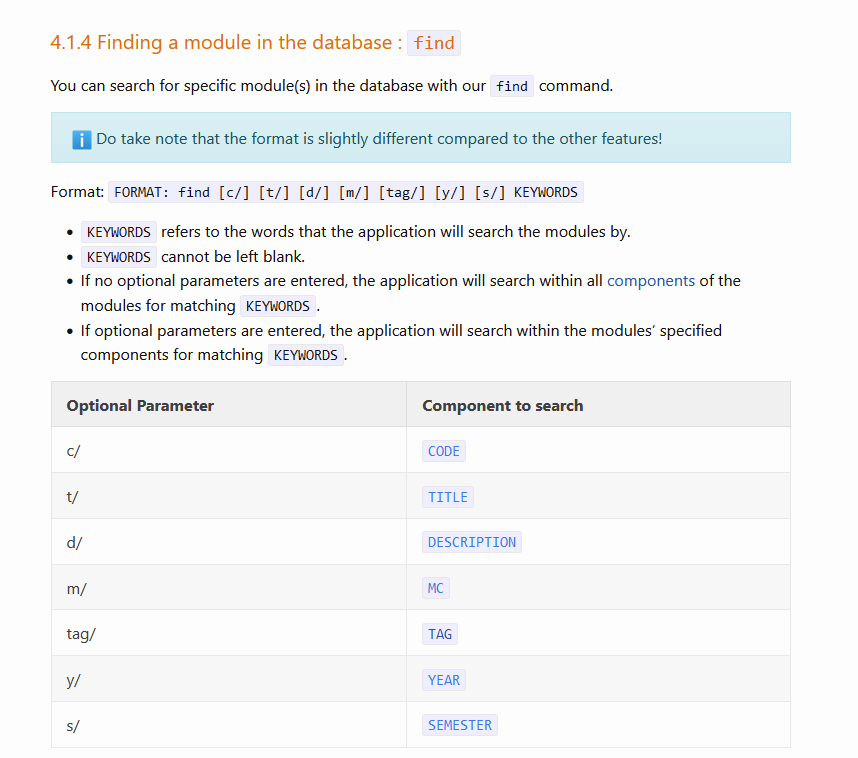 4.1.4 Finding a module in the database : find
You can search for specific module(s) in the database with our find command.
Do take note that the format is slightly different compared to the other features!
Format: FORMAT: find [c/] [t/] [d/] [m/] [tag/] [y/] [s/] KEYWORDS
• KEYWORDS refers to the words that the application will search the modules by.
• KEYWORDS cannot be left blank.
• If no optional parameters are entered, the application will search within all components of the
modules for matching KEYWORDS .
• If optional parameters are entered, the application will search within the modules’ specified
components for matching KEYWORDS .
Optional Parameter Component to search
c/ CODE
t/ TITLE
d/ DESCRIPTION
m/ MC
tag/ TAG
y/ YEAR
s/ SEMESTER